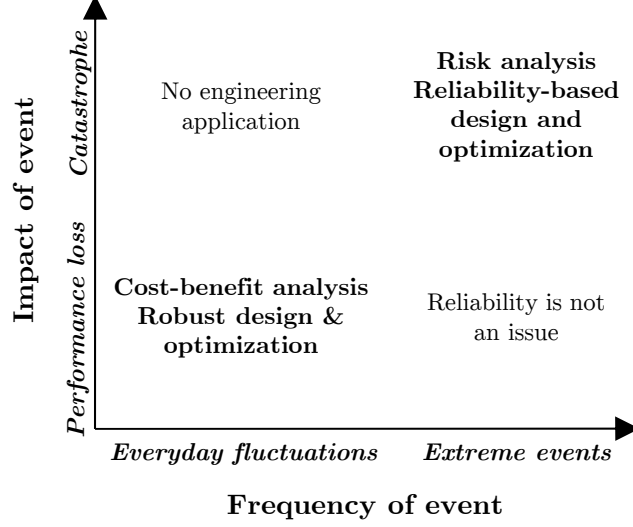 Impact of event
Catastrophe
Performance loss
No engineering
application
Risk analysis
Reliability-based
design and
optimization
Cost-benefit analysis
Robust design &
optimization
Reliability is not
an issue
Everyday fluctuations
Extreme events
Frequency of event